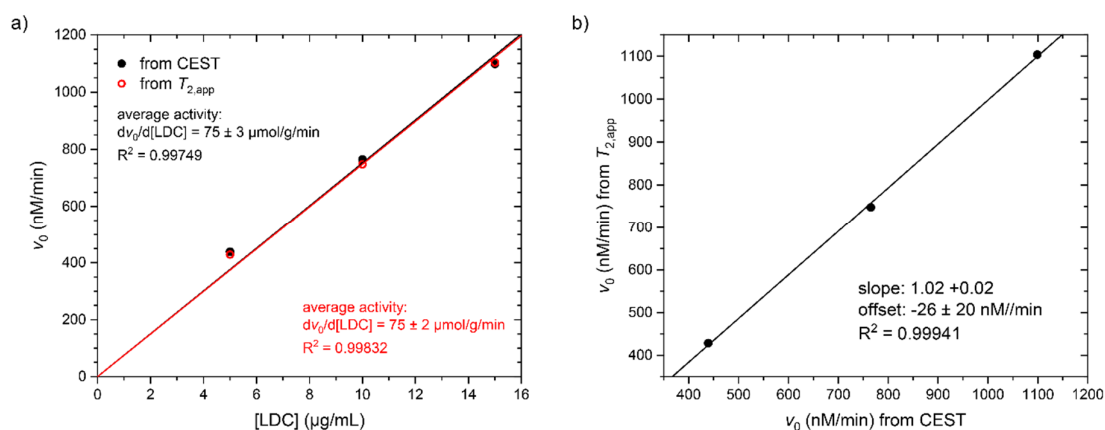 a)
1200
1000
800
600
400
200
0
v₀ (nM/min)
from CEST
from T₂,app
average activity:
dv₀/d[LDC] = 75 ± 3 µmol/g/min
R² = 0.99749
average activity:
dv₀/d[LDC] = 75 ± 2 µmol/g/min
R² = 0.99832
0 2 4 6 8 10 12 14 16
[LDC] (µg/mL)
b)
1100
1000
900
800
700
600
500
400
v₀ (nM/min) from T₂,app
slope: 1.02 +0.02
offset: -26 ± 20 nM//min
R² = 0.99941
400 500 600 700 800 900 1000 1100 1200
v₀ (nM/min) from CEST